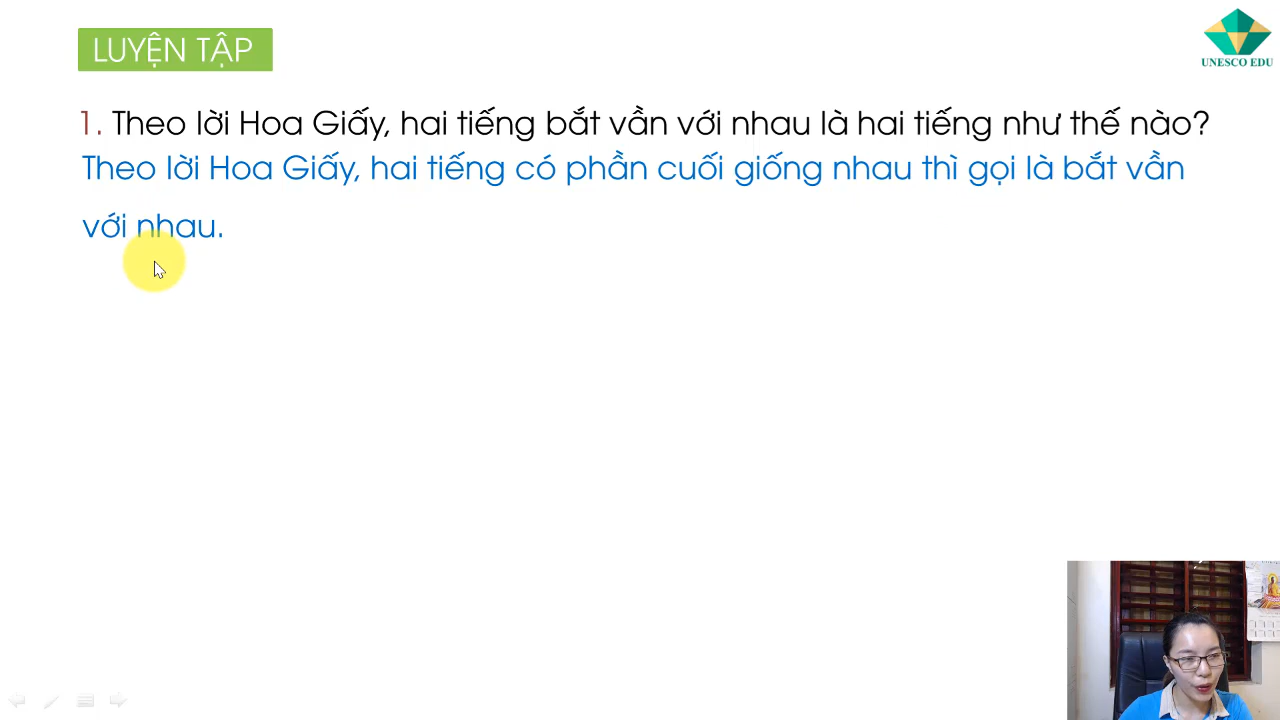 LUYỆN TẬP
UNESCO EDU
1. Theo lời Hoa Giấy, hai tiếng bắt vần với nhau là hai tiếng như thế nào?
Theo lời Hoa Giấy, hai tiếng có phần cuối giống nhau thì gọi là bắt vần
với nhau.